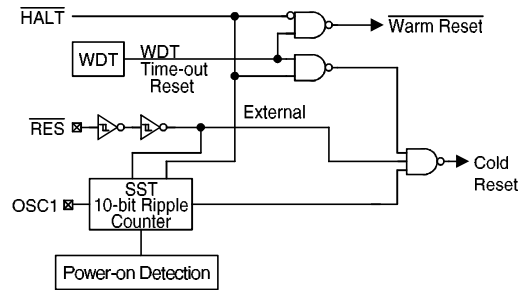 HALT
Warm Reset
WDT
WDT
Time-out
Reset
External
RES
Cold
Reset
OSC1
SST
10-bit Ripple
Counter
Power-on Detection